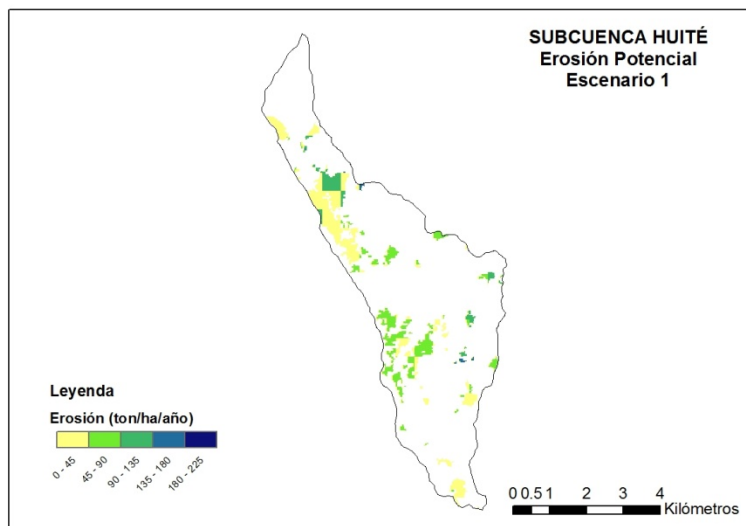 SUBCUENCA HUITÉ
Erosión Potencial
Escenario 1
Leyenda
Erosión (ton/ha/año)
0 - 45
45 - 90
90 - 135
135 - 180
180 - 225
0 0.5 1 2 3 4
Kilómetros